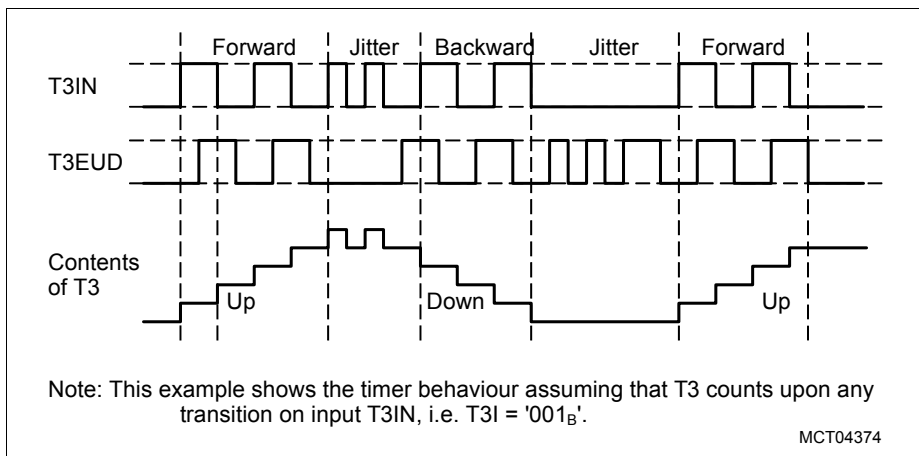 Forward Jitter Backward Jitter Forward
T3IN
T3EUD
Contents
of T3
Up Down Up
Note: This example shows the timer behaviour assuming that T3 counts upon any
transition on input T3IN, i.e. T3I = '001B'.
MCT04374